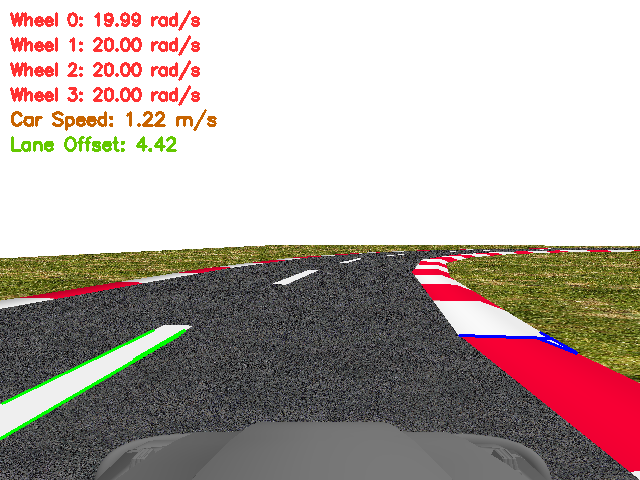 Wheel 0: 19.99 rad/s
Wheel 1: 20.00 rad/s
Wheel 2: 20.00 rad/s
Wheel 3: 20.00 rad/s
Car Speed: 1.22 m/s
Lane Offset: 4.42